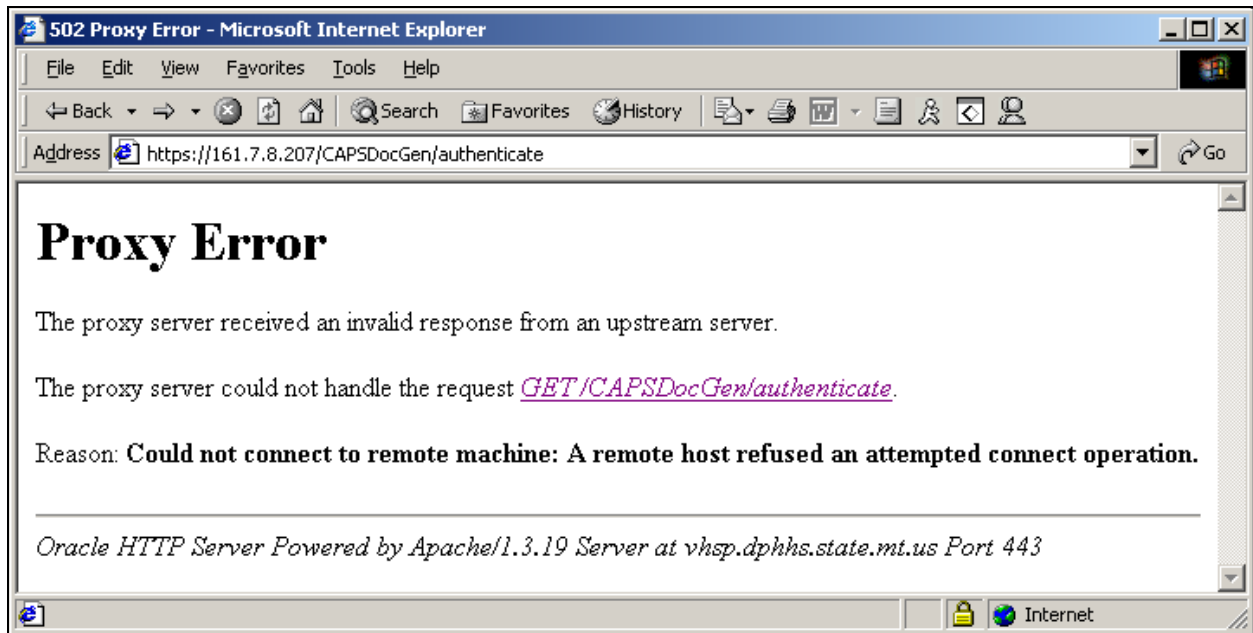 502 Proxy Error - Microsoft Internet Explorer
File Edit View Favorites Tools Help
Back Search Favorites History
Address https://161.7.8.207/CAPSDocGen/authenticate Go
Proxy Error
The proxy server received an invalid response from an upstream server.
The proxy server could not handle the request GET /CAPSDocGen/authenticate.
Reason: Could not connect to remote machine: A remote host refused an attempted connect operation.
Oracle HTTP Server Powered by Apache/1.3.19 Server at vhsp.dphhs.state.mt.us Port 443
Internet